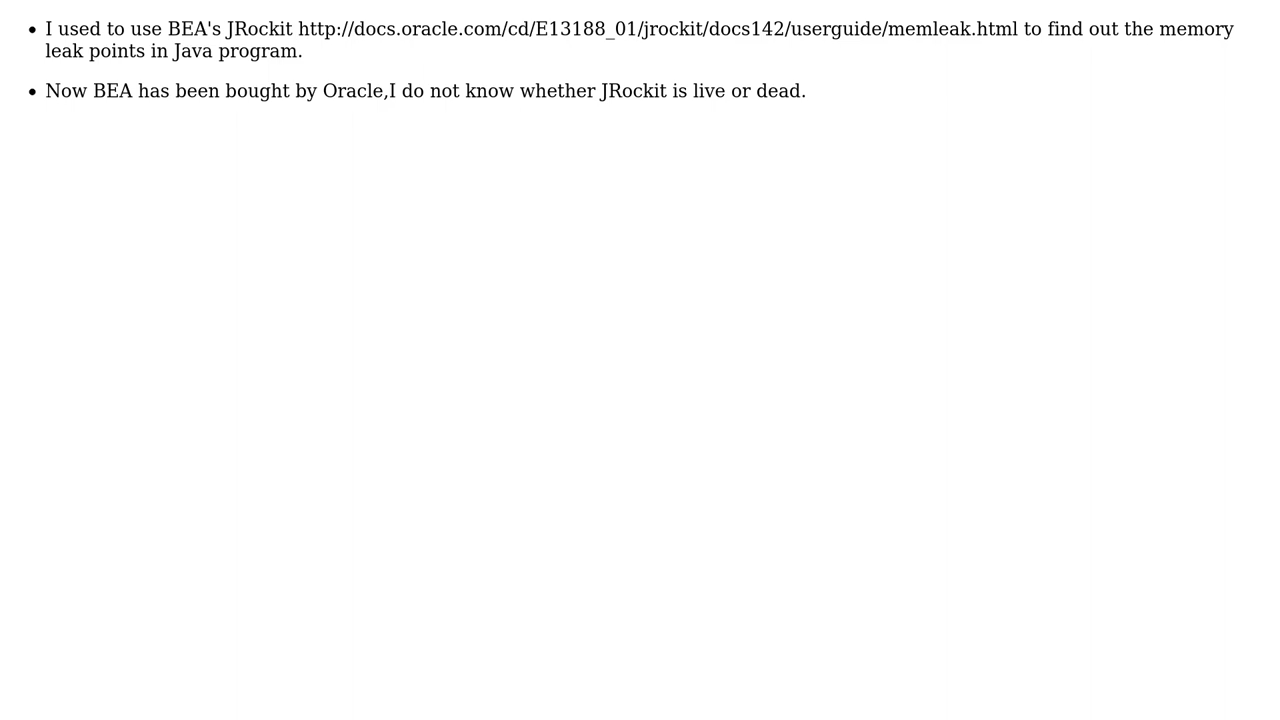 • I used to use BEA's JRockit http://docs.oracle.com/cd/E13188_01/jrockit/docs142/userguide/memleak.html to find out the memory
leak points in Java program.
• Now BEA has been bought by Oracle,I do not know whether JRockit is live or dead.